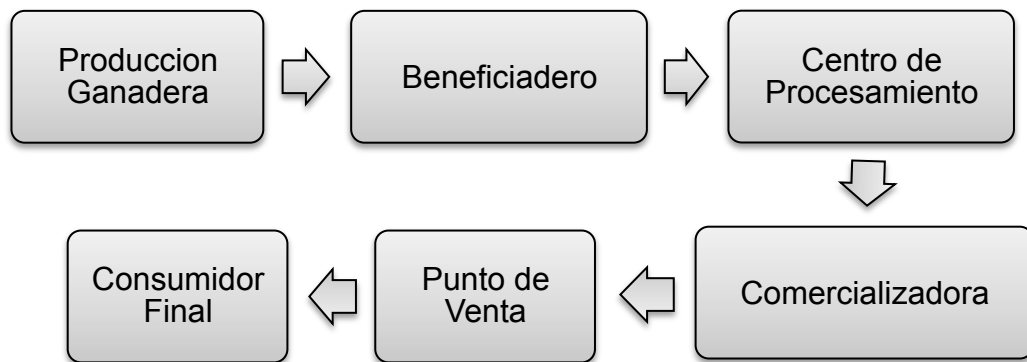 Produccion
Ganadera
Beneficiadero
Centro de
Procesamiento
Comercializadora
Punto de
Venta
Consumidor
Final